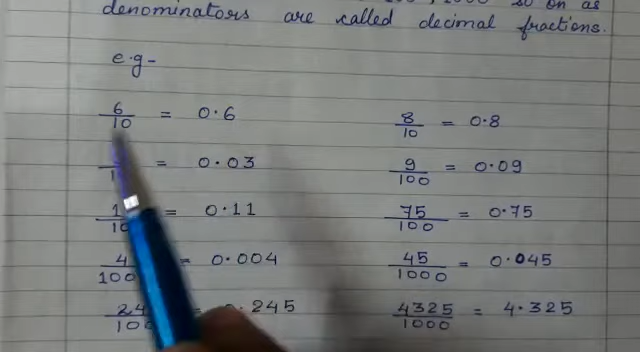 denominators are called decimal fractions.
e.g-
6/10 = 0.6 8/10 = 0.8
= 0.03 9/100 = 0.09
= 0.11 75/100 = 0.75
= 0.004 45/1000 = 0.045
.245 4325/1000 = 4.325